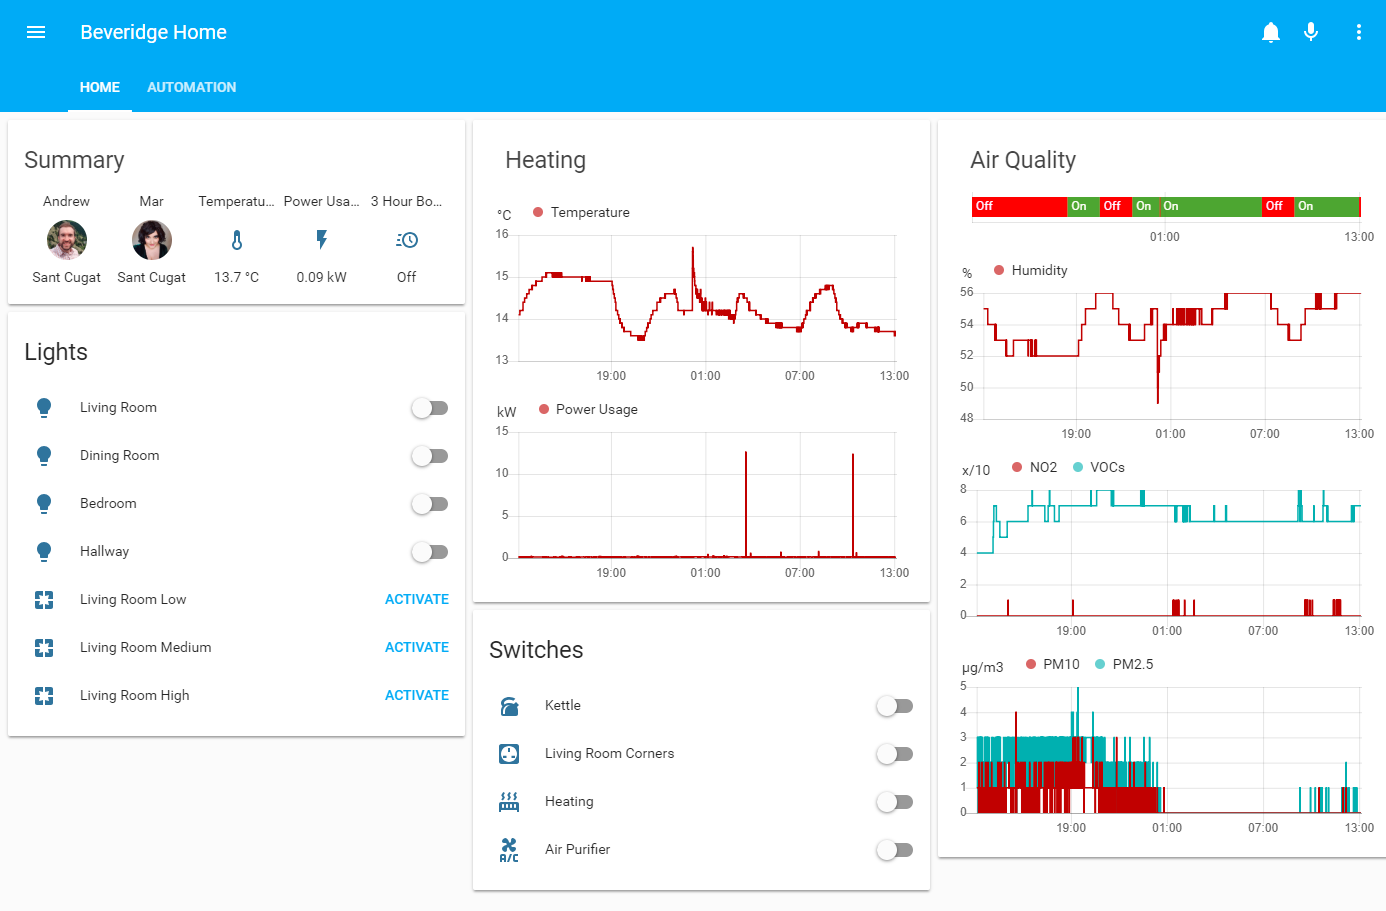 Beveridge Home
HOME AUTOMATION
Summary
Andrew Mar Temperatu... Power Usa... 3 Hour Bo...
Sant Cugat Sant Cugat 13.7 °C 0.09 kW Off
Lights
Living Room
Dining Room
Bedroom
Hallway
Living Room Low ACTIVATE
Living Room Medium ACTIVATE
Living Room High ACTIVATE
Heating
°C Temperature
16
15
14
13
19:00 01:00 07:00 13:00
kW Power Usage
15
10
5
0
19:00 01:00 07:00 13:00
Switches
Kettle
Living Room Corners
Heating
A/C Air Purifier
Air Quality
Off On Off On On Off On
01:00 13:00
% Humidity
56
54
52
50
48
19:00 01:00 07:00 13:00
x/10 NO2 VOCs
8
6
4
2
0
19:00 01:00 07:00 13:00
µg/m3 PM10 PM2.5
5
4
3
2
1
0
19:00 01:00 07:00 13:00